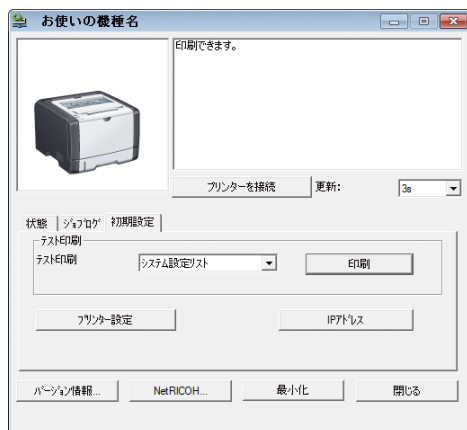 お使いの機種名
印刷できます。
プリンターを接続
更新:
3s
状態
ジョブログ
初期設定
テスト印刷
テスト印刷
システム設定リスト
印刷
プリンター設定
IPアドレス
バージョン情報...
NetRICOH...
最小化
閉じる